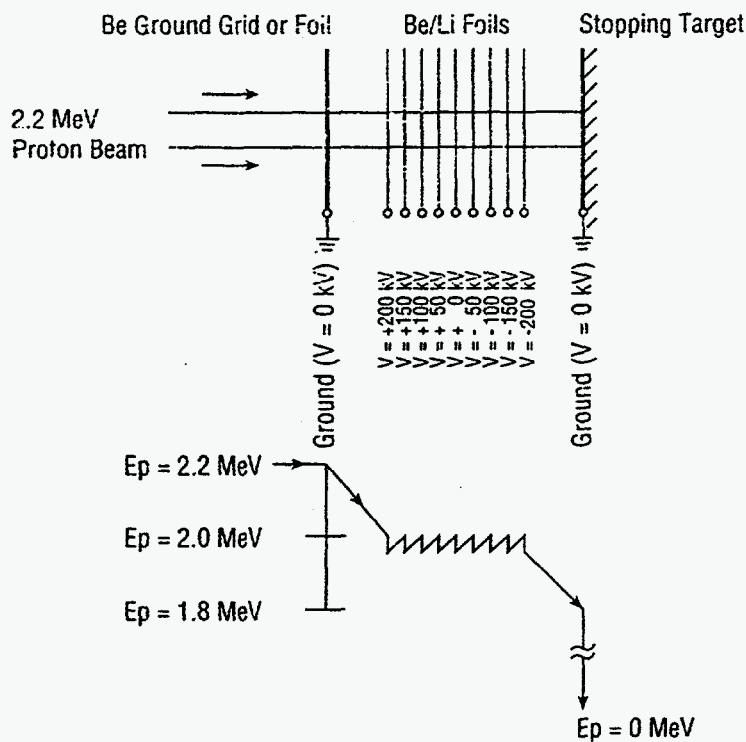 Be Ground Grid or Foil
Be/Li Foils
Stopping Target
2.2 MeV
Proton Beam
Ground (V = 0 kV)
V = +200 kV
V = +150 kV
V = +100 kV
V = + 50 kV
V = + 0 kV
V = - 50 kV
V = - 100 kV
V = - 150 kV
V = -200 kV
Ground (V = 0 kV)
Ep = 2.2 MeV
Ep = 2.0 MeV
Ep = 1.8 MeV
Ep = 0 MeV